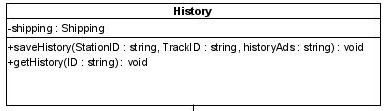 History
-shipping : Shipping
+saveHistory(StationID : string, TrackID : string, historyAds : string) : void
+getHistory(ID : string) : void